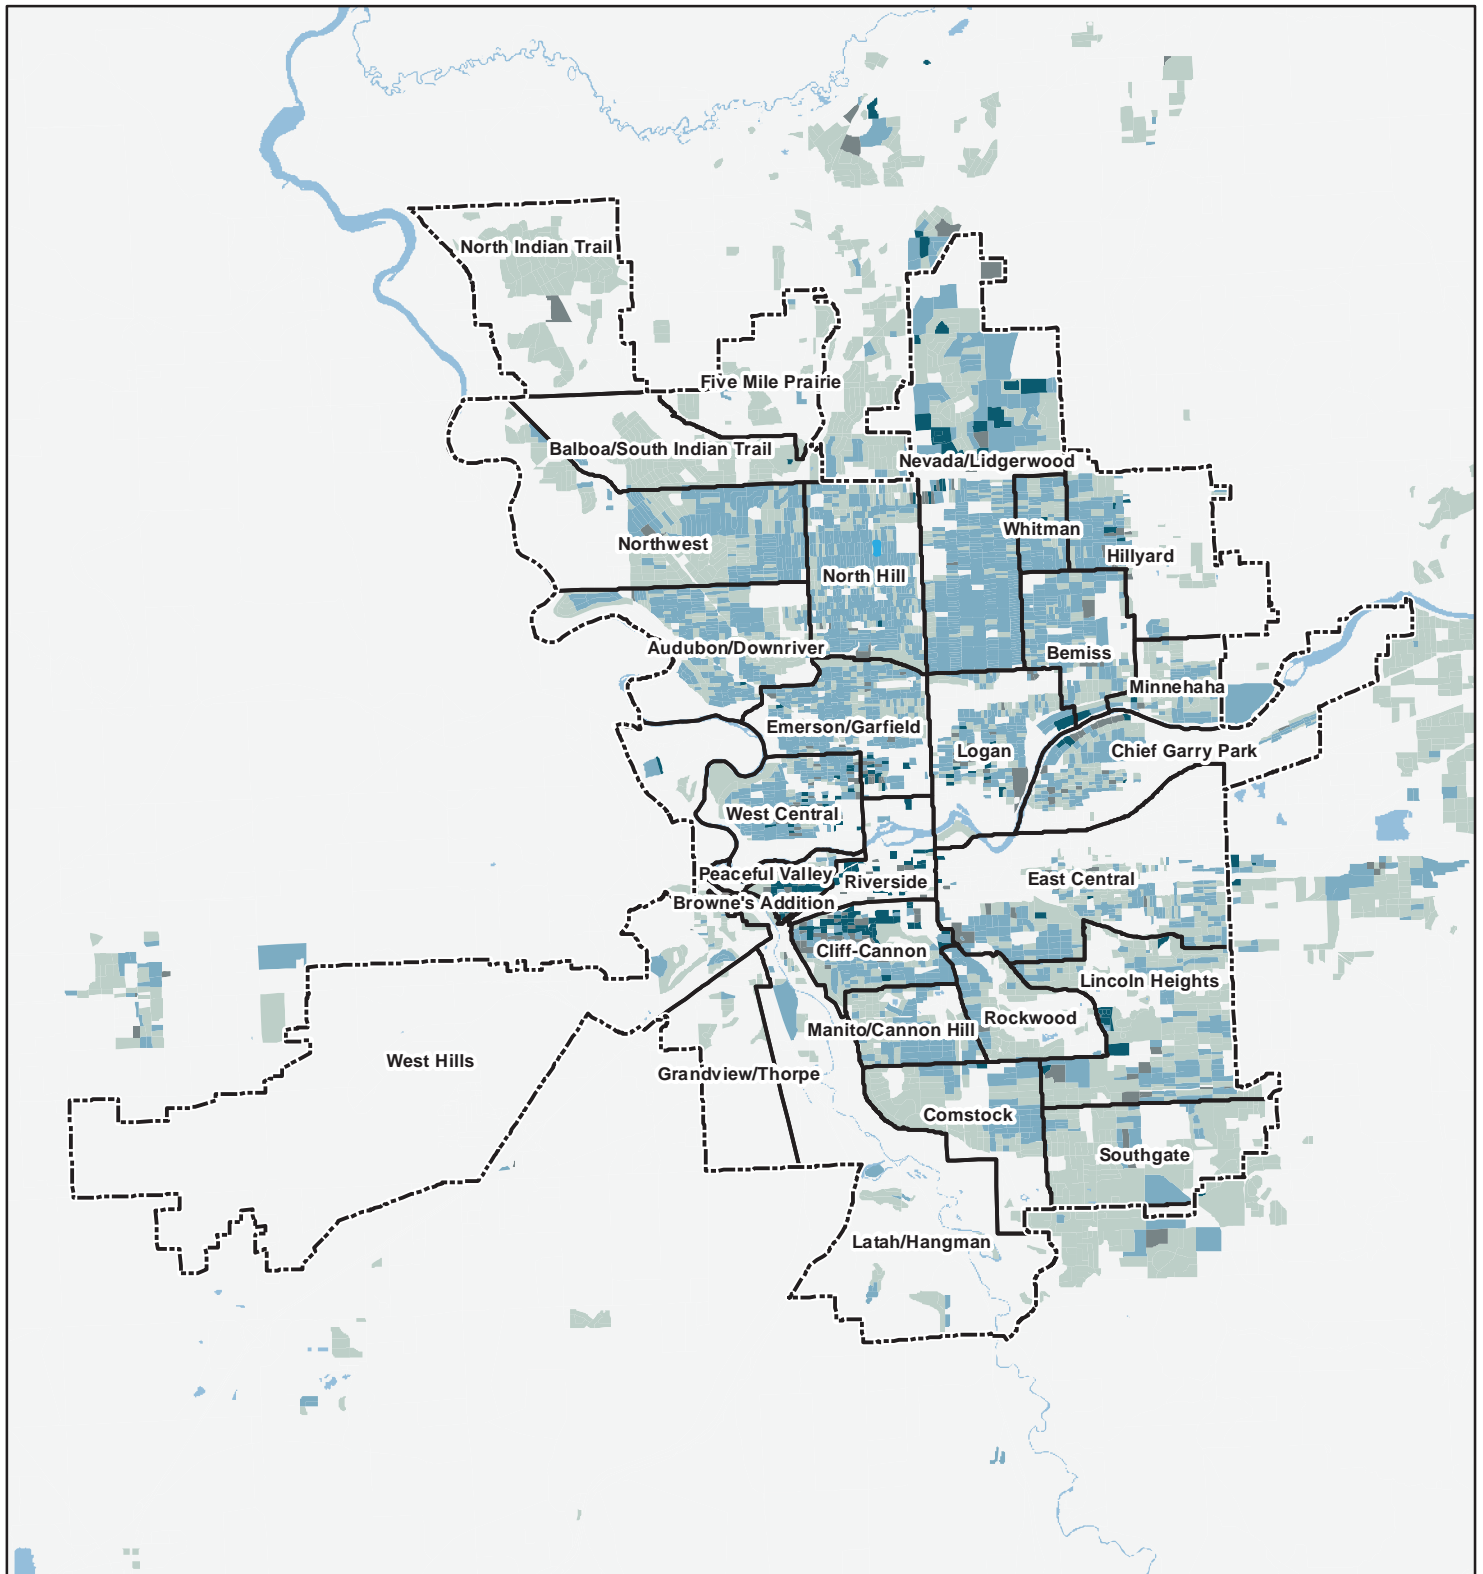 North Indian Trail
Five Mile Prairie
Balboa/South Indian Trail
Nevada/Lidgerwood
Whitman
Northwest
Hillyard
North Hill
Audubon/Downriver
Bemiss
Minnehaha
Emerson/Garfield
Logan
Chief Garry Park
West Central
Peaceful Valley
Riverside
East Central
Browne's Addition
Cliff-Cannon
Lincoln Heights
Rockwood
Manito/Cannon Hill
West Hills
Grandview/Thorpe
Comstock
Southgate
Latah/Hangman